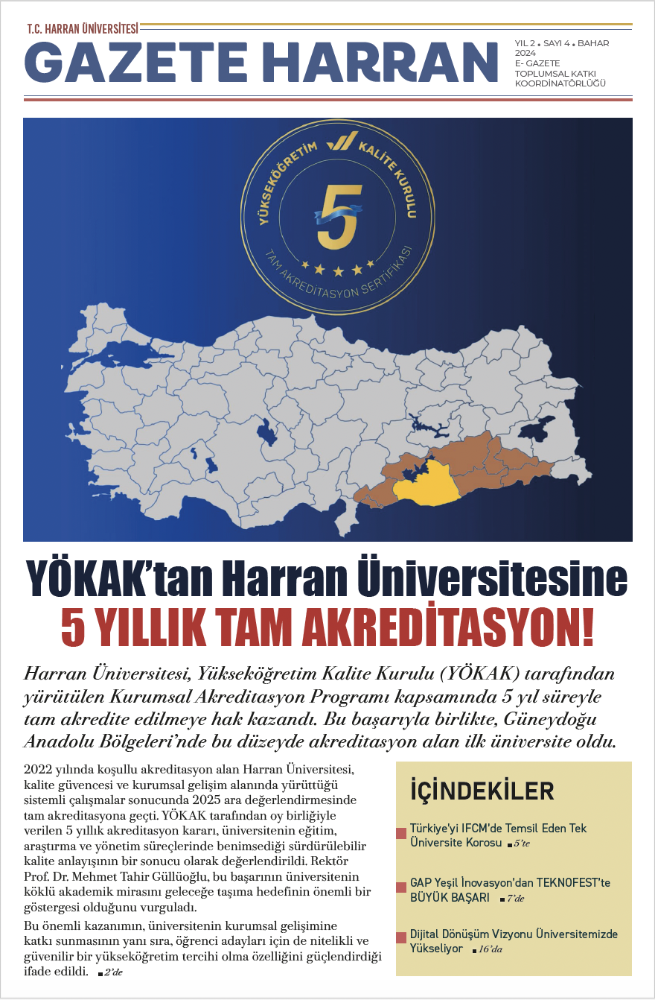 T.C. HARRAN ÜNİVERSİTESİ
GAZETE HARRAN
YIL 2 • SAYI 4 • BAHAR
2024
E- GAZETE
TOPLUMSAL KATKI
KOORDİNATÖRLÜĞÜ
YÜKSEKÖĞRETİM KALİTE KURULU
5
TAM AKREDİTASYON SERTİFİKASI
YÖKAK’tan Harran Üniversitesine
5 YILLIK TAM AKREDİTASYON!
Harran Üniversitesi, Yükseköğretim Kalite Kurulu (YÖKAK) tarafından
yürütülen Kurumsal Akreditasyon Programı kapsamında 5 yıl süreyle
tam akredite edilmeye hak kazandı. Bu başarıyla birlikte, Güneydoğu
Anadolu Bölgeleri’nde bu düzeyde akreditasyon alan ilk üniversite oldu.
2022 yılında koşullu akreditasyon alan Harran Üniversitesi,
kalite güvencesi ve kurumsal gelişim alanında yürüttüğü
sistemli çalışmalar sonucunda 2025 ara değerlendirmesinde
tam akreditasyona geçti. YÖKAK tarafından oy birliğiyle
verilen 5 yıllık akreditasyon kararı, üniversitenin eğitim,
araştırma ve yönetim süreçlerinde benimsediği sürdürülebilir
kalite anlayışının bir sonucu olarak değerlendirildi. Rektör
Prof. Dr. Mehmet Tahir Güllüoğlu, bu başarının üniversitenin
köklü akademik mirasını geleceğe taşıma hedefinin önemli bir
göstergesi olduğunu vurguladı.
Bu önemli kazanımın, üniversitenin kurumsal gelişimine
katkı sunmasının yanı sıra, öğrenci adayları için de nitelikli ve
güvenilir bir yükseköğretim tercihi olma özelliğini güçlendirdiği
ifade edildi. ■ 2’de
İÇİNDEKİLER
Türkiye’yi IFCM’de Temsil Eden Tek
Üniversite Korosu ■ 5’te
GAP Yeşil İnovasyon’dan TEKNOFEST’te
BÜYÜK BAŞARI ■ 7’de
Dijital Dönüşüm Vizyonu Üniversitemizde
Yükseliyor ■ 16’da